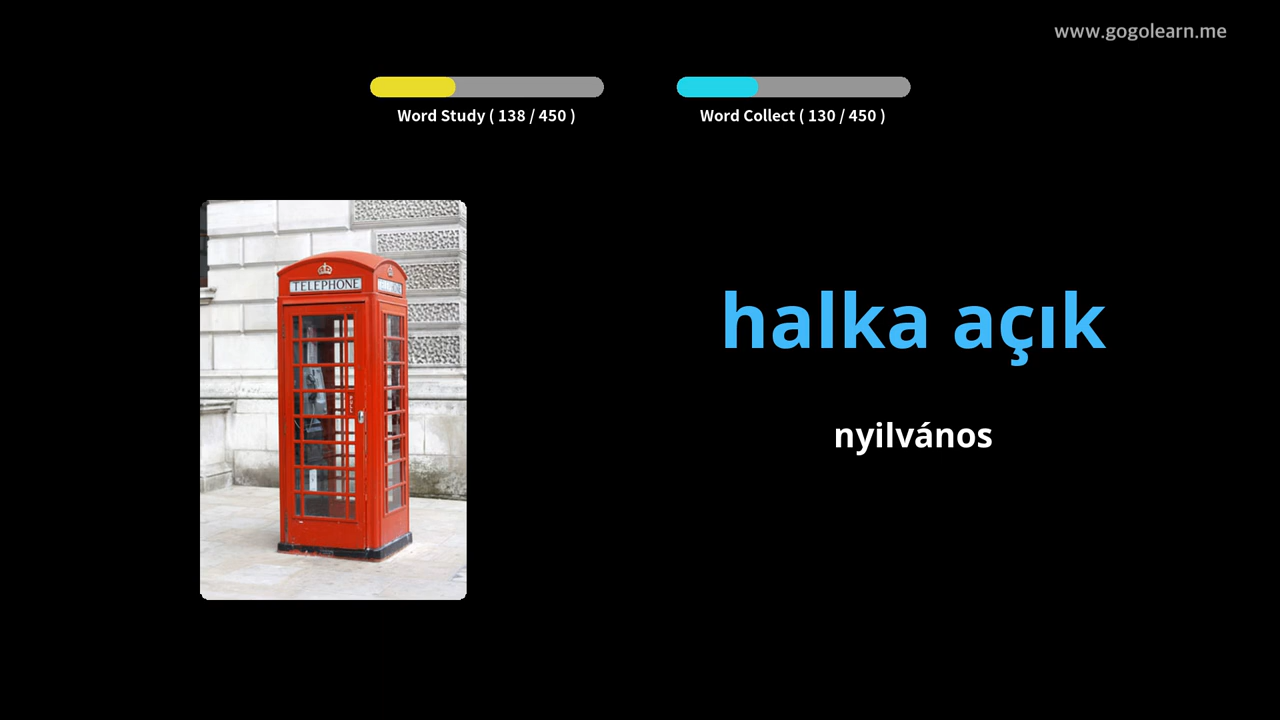 www.gogolearn.me
Word Study ( 138 / 450 )
Word Collect ( 130 / 450 )
TELEPHONE
halka açık
nyilvános